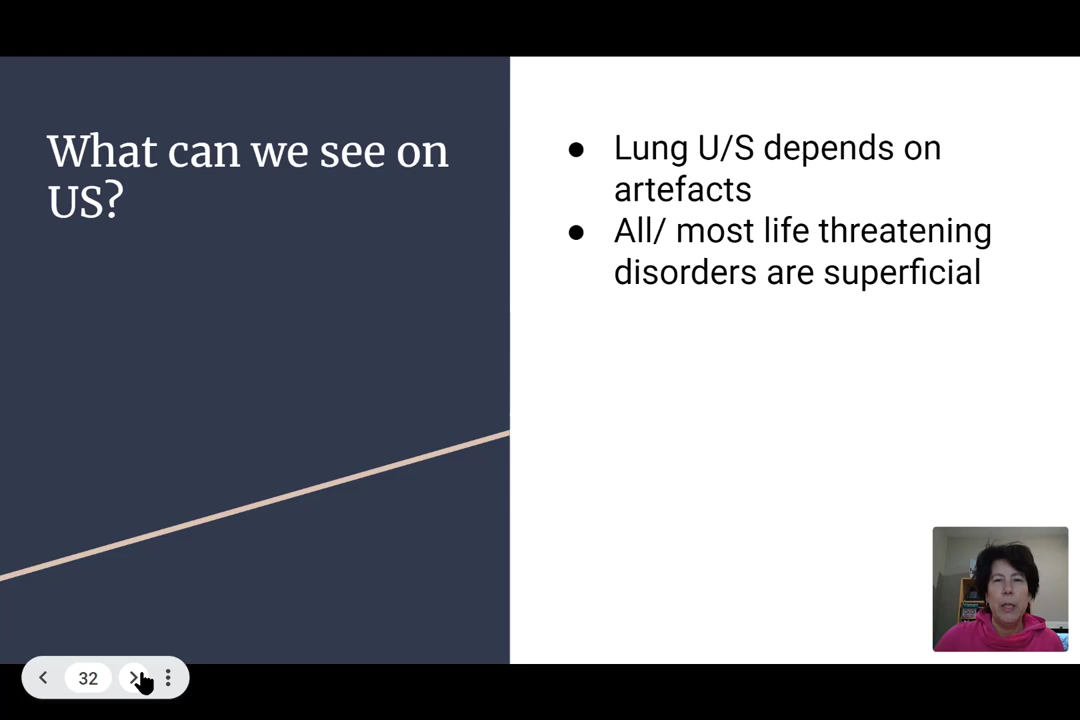 What can we see on
US?
● Lung U/S depends on
artefacts
● All/ most life threatening
disorders are superficial
32